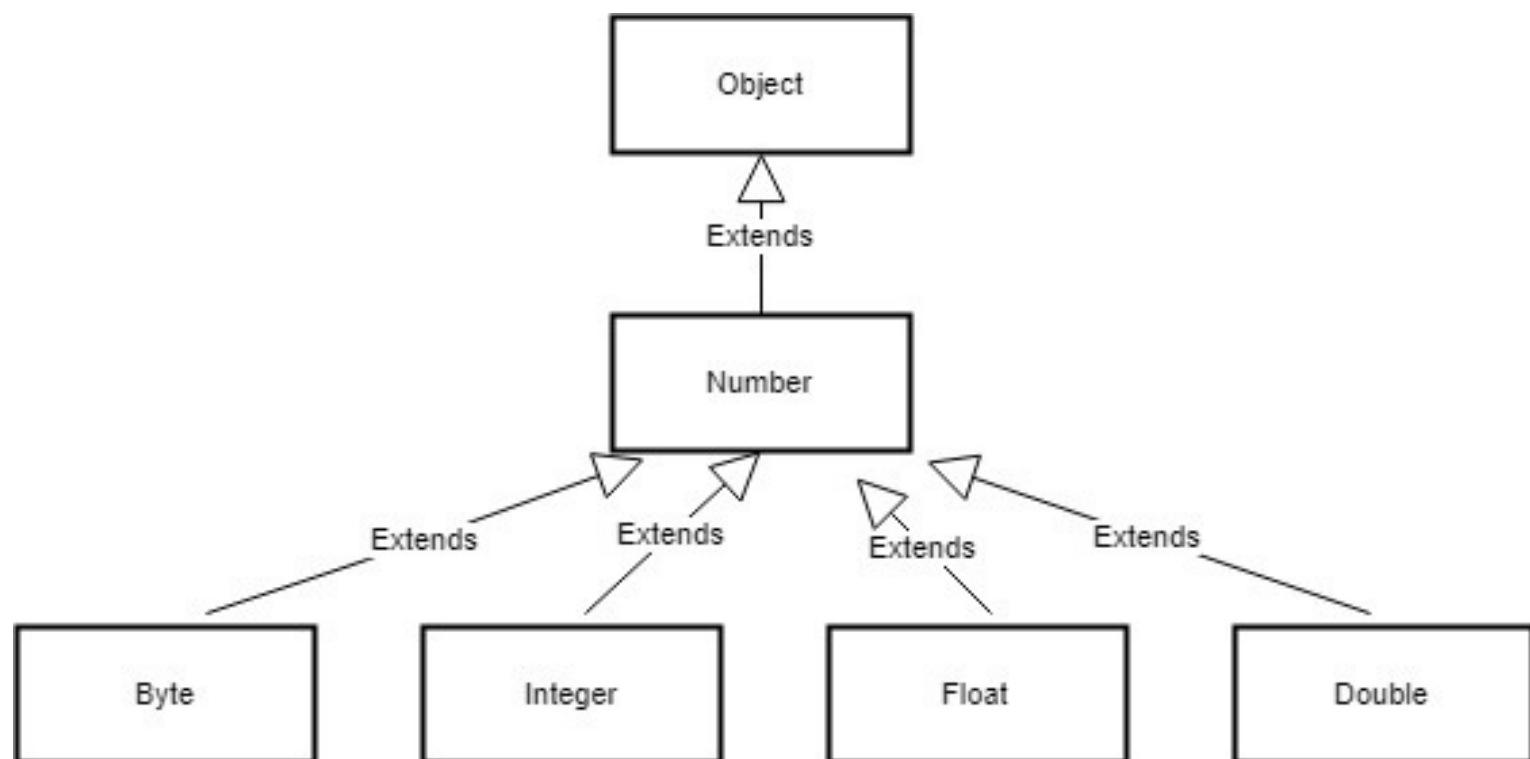 Object
Extends
Number
Extends
Extends
Extends
Extends
Byte
Integer
Float
Double